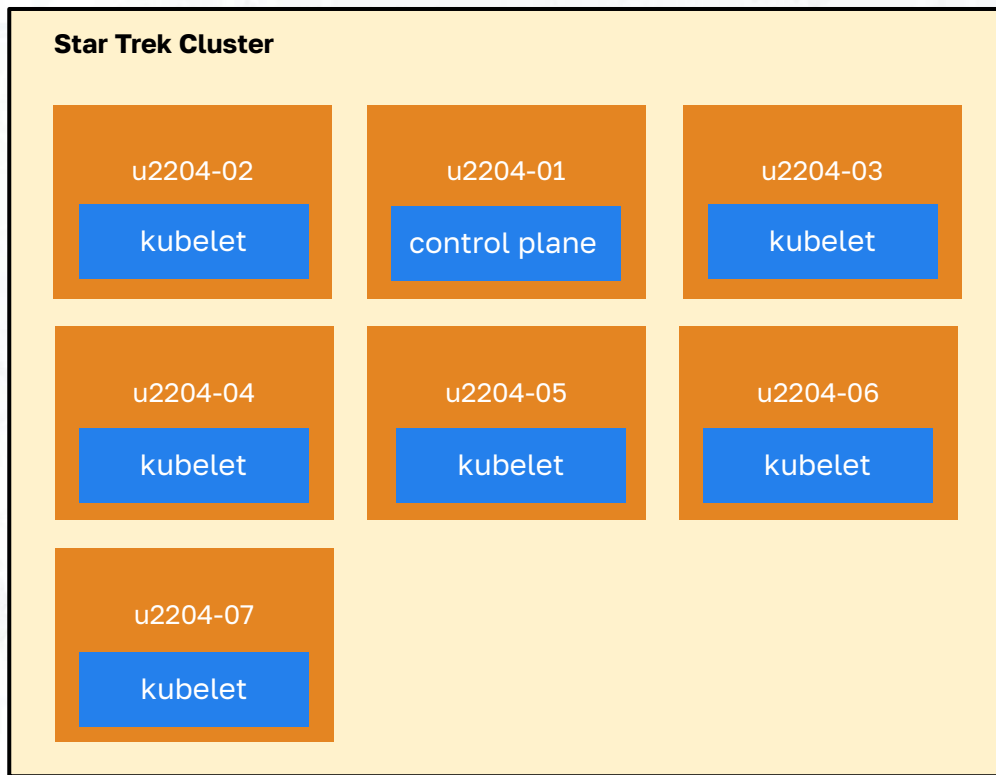 Star Trek Cluster
u2204-02
kubelet
u2204-01
control plane
u2204-03
kubelet
u2204-04
kubelet
u2204-05
kubelet
u2204-06
kubelet
u2204-07
kubelet